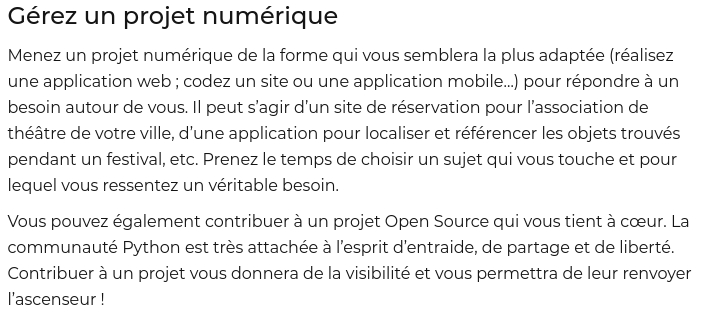 Gérez un projet numérique
Menez un projet numérique de la forme qui vous semblera la plus adaptée (réalisez
une application web ; codez un site ou une application mobile...) pour répondre à un
besoin autour de vous. Il peut s’agir d’un site de réservation pour l’association de
théâtre de votre ville, d’une application pour localiser et référencer les objets trouvés
pendant un festival, etc. Prenez le temps de choisir un sujet qui vous touche et pour
lequel vous ressentez un véritable besoin.
Vous pouvez également contribuer à un projet Open Source qui vous tient à cœur. La
communauté Python est très attachée à l’esprit d’entraide, de partage et de liberté.
Contribuer à un projet vous donnera de la visibilité et vous permettra de leur renvoyer
l’ascenseur !